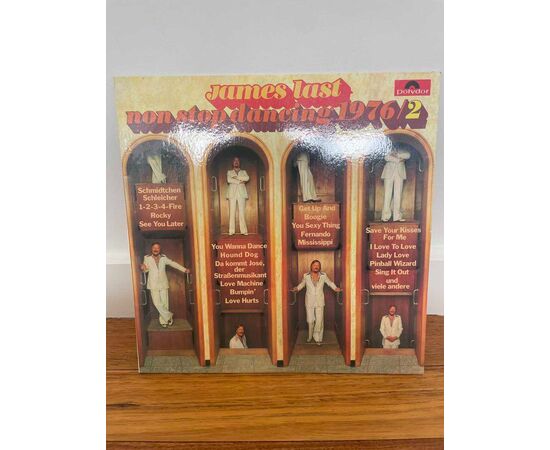 james last
Polydor
non stop dancing 1976/2
Schmidtchen
Schleicher
1-2-3-4-Fire
Rocky
See You Later
You Wanna Dance
Hound Dog
Da kommt José,
der
Straßenmusikant
Love Machine
Bumpin'
Love Hurts
Get Up And
Boogie
You Sexy Thing
Fernando
Mississippi
Save Your Kisses
For Me
I Love To Love
Lady Love
Pinball Wizard
Sing It Out
und
viele andere